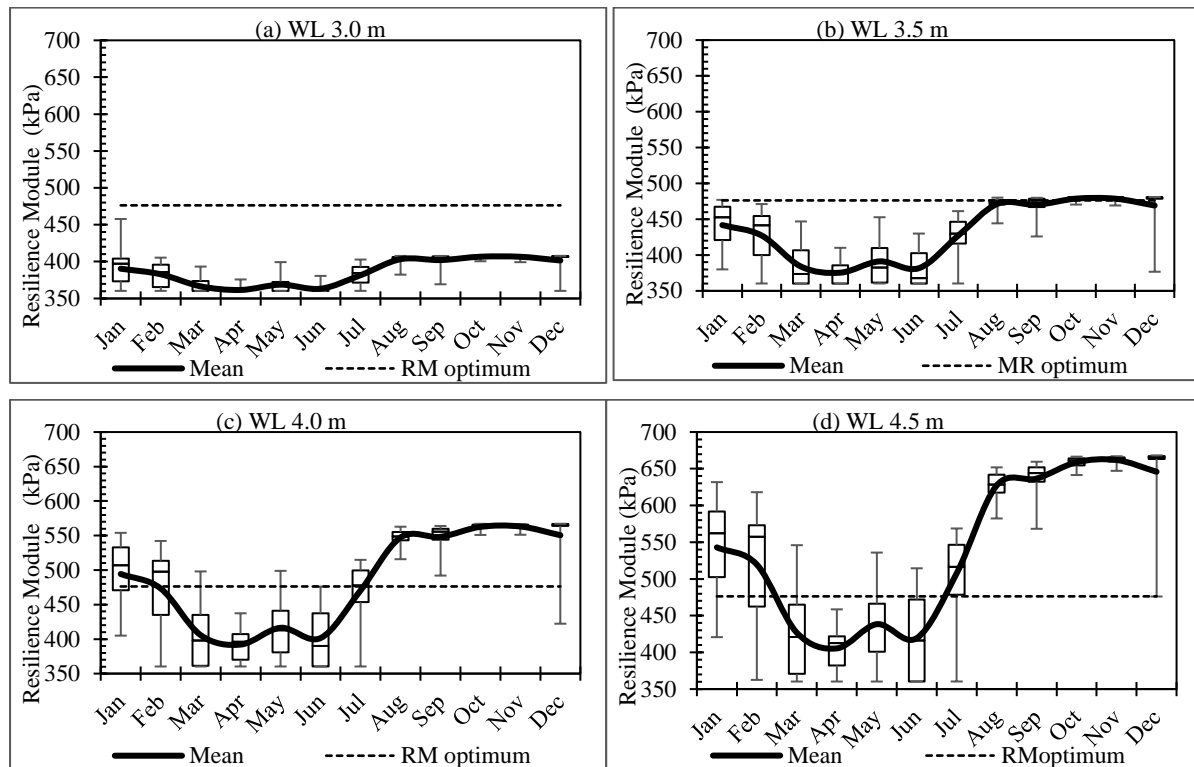 (a) WL 3.0 m
Resilience Module (kPa)
700
650
600
550
500
450
400
350
Jan Feb Mar Apr May Jun Jul Aug Sep Oct Nov Dec
Mean RM optimum
(b) WL 3.5 m
Resilience Module (kPa)
700
650
600
550
500
450
400
350
Jan Feb Mar Apr May Jun Jul Aug Sep Oct Nov Dec
Mean MR optimum
(c) WL 4.0 m
Resilience Module (kPa)
700
650
600
550
500
450
400
350
Jan Feb Mar Apr May Jun Jul Aug Sep Oct Nov Dec
Mean RM optimum
(d) WL 4.5 m
Resilience Module (kPa)
700
650
600
550
500
450
400
350
Jan Feb Mar Apr May Jun Jul Aug Sep Oct Nov Dec
Mean RMoptimum